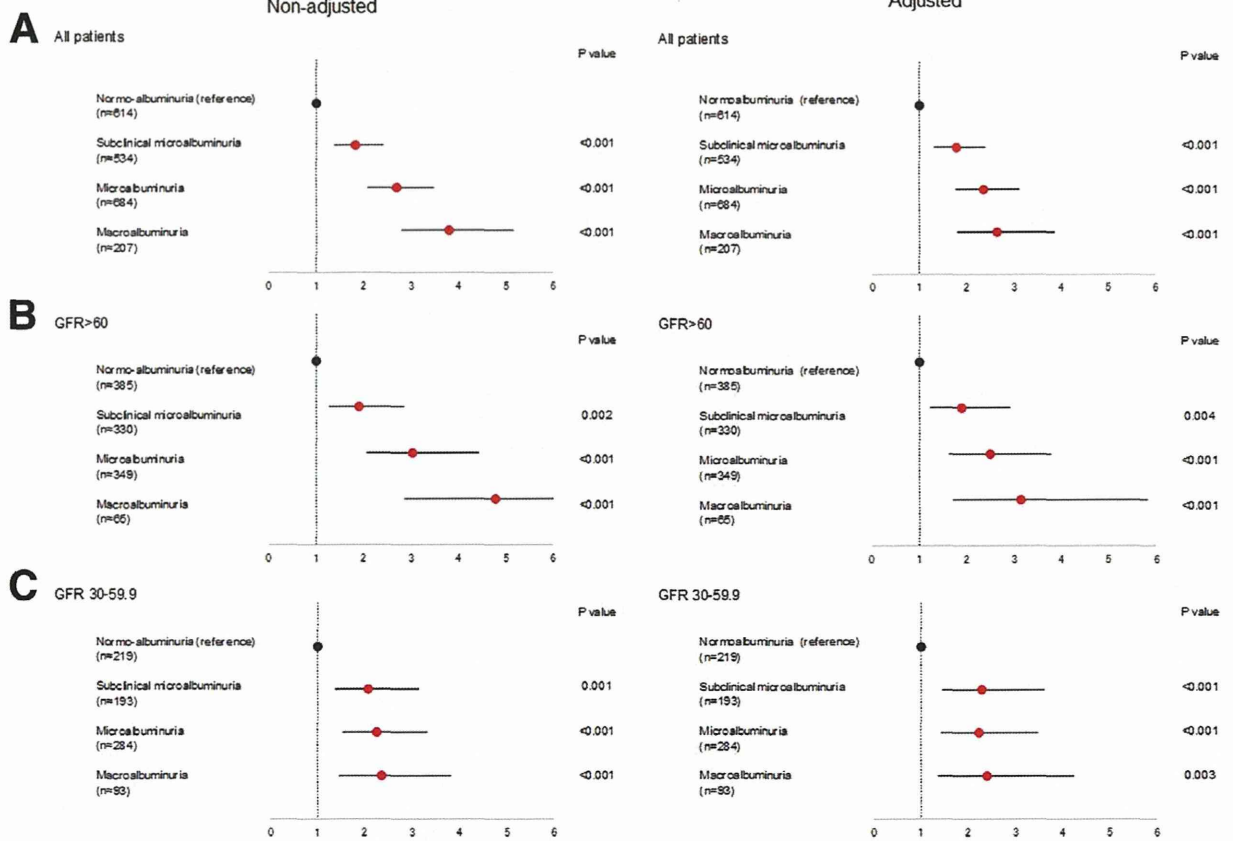 Non-adjusted
Adjusted
A
All patients
P value
Normo-albuminuria (reference)
(n=614)
Subclinical microalbuminuria
(n=534)
<0.001
Microalbuminuria
(n=684)
<0.001
Macroalbuminuria
(n=207)
<0.001
0 1 2 3 4 5 6
All patients
P value
Normoalbuminuria (reference)
(n=614)
Subclinical microalbuminuria
(n=534)
<0.001
Microalbuminuria
(n=684)
<0.001
Macroalbuminuria
(n=207)
<0.001
0 1 2 3 4 5 6
B
GFR>60
P value
Normo-albuminuria (reference)
(n=385)
Subclinical microalbuminuria
(n=330)
0.002
Microalbuminuria
(n=349)
<0.001
Macroalbuminuria
(n=65)
<0.001
0 1 2 3 4 5 6
GFR>60
P value
Normoalbuminuria (reference)
(n=385)
Subclinical microalbuminuria
(n=330)
0.004
Microalbuminuria
(n=349)
<0.001
Macroalbuminuria
(n=65)
<0.001
0 1 2 3 4 5 6
C
GFR 30-59.9
P value
Normo-albuminuria (reference)
(n=219)
Subclinical microalbuminuria
(n=193)
0.001
Microalbuminuria
(n=284)
<0.001
Macroalbuminuria
(n=93)
<0.001
0 1 2 3 4 5 6
GFR 30-59.9
P value
Normoalbuminuria (reference)
(n=219)
Subclinical microalbuminuria
(n=193)
<0.001
Microalbuminuria
(n=284)
<0.001
Macroalbuminuria
(n=93)
0.003
0 1 2 3 4 5 6